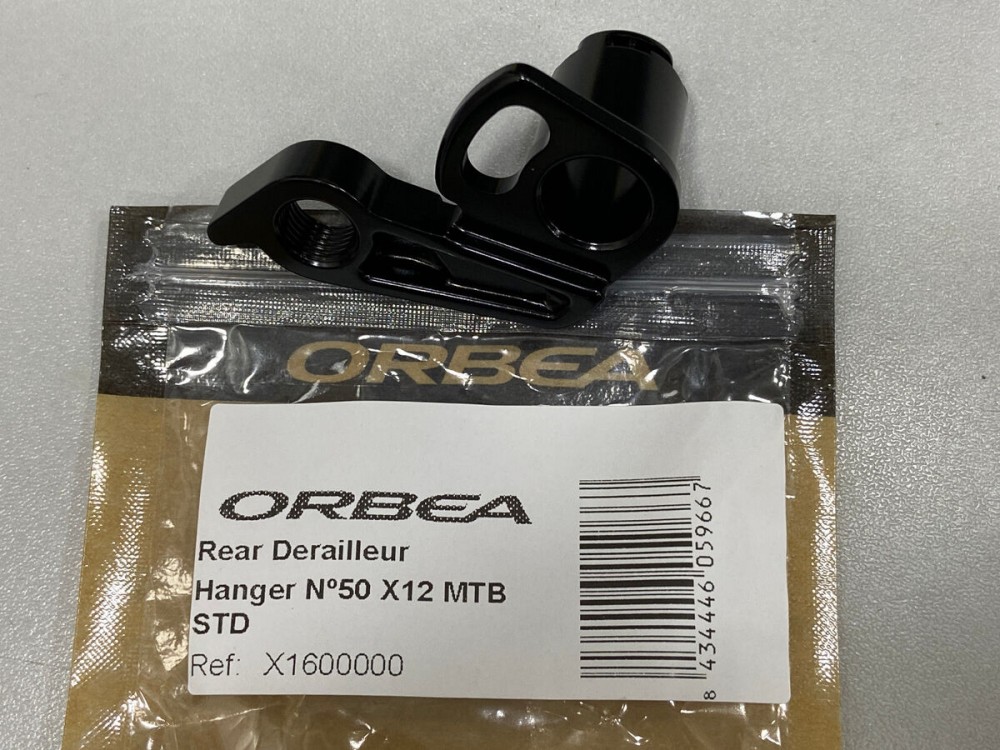 ORBEA
ORBEA
Rear Derailleur
Hanger Nº50 X12 MTB
STD
Ref: X1600000
8 434446 059667